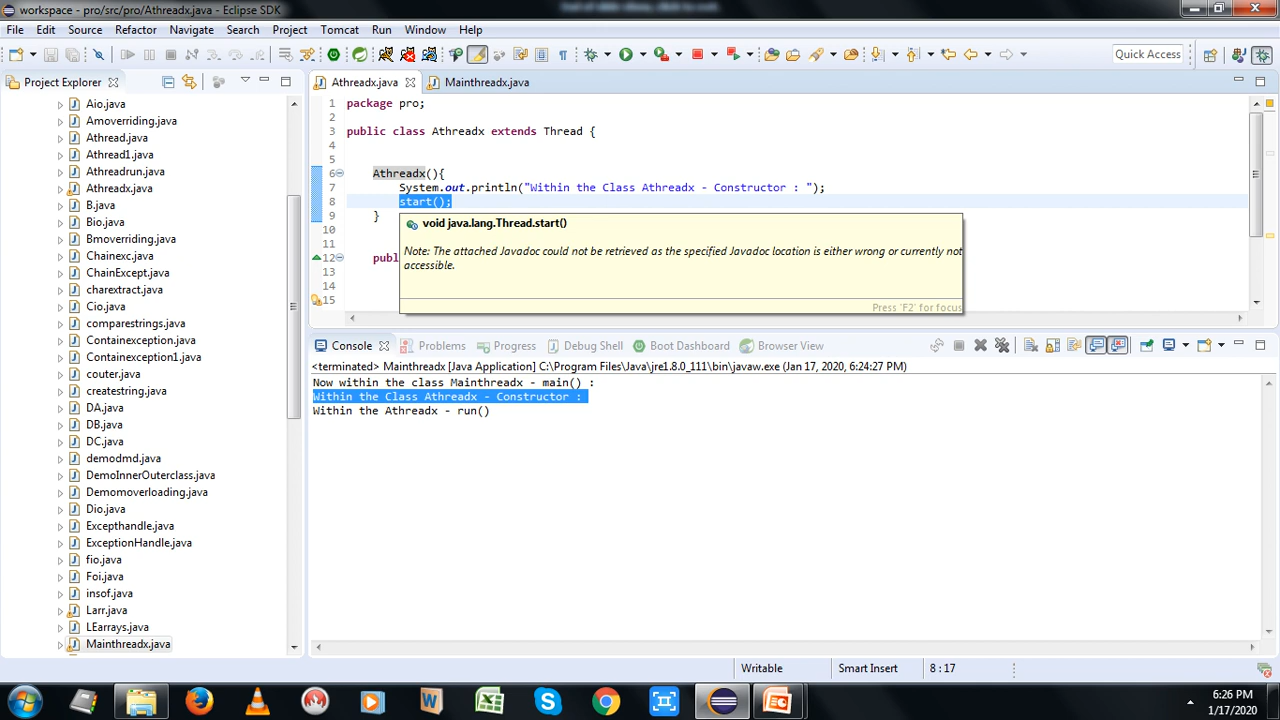 workspace - pro/src/pro/Athreadx.java - Eclipse SDK
End of slide show, click to exit.
File Edit Source Refactor Navigate Search Project Tomcat Run Window Help
Quick Access
Project Explorer
Athreadx.java
Mainthreadx.java
Aio.java
Amoverriding.java
Athread.java
Athread1.java
Athreadrun.java
Athreadx.java
B.java
Bio.java
Bmoverriding.java
Chainexc.java
ChainExcept.java
charextract.java
Cio.java
comparestrings.java
Containexception.java
Containexception1.java
couter.java
createstring.java
DA.java
DB.java
DC.java
demodmd.java
DemoInnerOuterclass.java
Demomoverloading.java
Dio.java
Excepthandle.java
ExceptionHandle.java
fio.java
Foi.java
insof.java
Larr.java
LEarrays.java
Mainthreadx.java
1 package pro;
2
3 public class Athreadx extends Thread {
4
5
6 Athreadx(){
7 System.out.println("Within the Class Athreadx - Constructor : ");
8 start();
9 }
10
11
12 publ
13
14
15
void java.lang.Thread.start()
Note: The attached Javadoc could not be retrieved as the specified Javadoc location is either wrong or currently not
accessible.
Press 'F2' for focus
Console Problems Progress Debug Shell Boot Dashboard Browser View
<terminated> Mainthreadx [Java Application] C:\Program Files\Java\jre1.8.0_111\bin\javaw.exe (Jan 17, 2020, 6:24:27 PM)
Now within the class Mainthreadx - main() :
Within the Class Athreadx - Constructor :
Within the Athreadx - run()
Writable Smart Insert 8 : 17
6:26 PM
1/17/2020